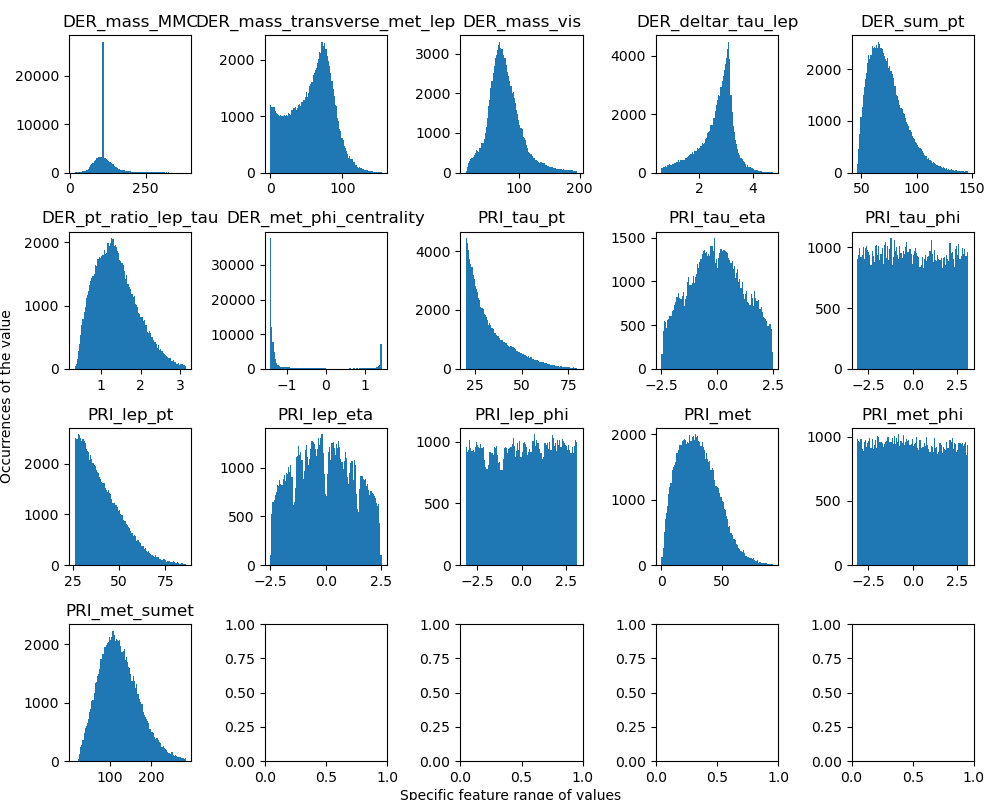 DER_mass_MMC
DER_mass_transverse_met_lep
DER_mass_vis
DER_deltar_tau_lep
DER_sum_pt
20000
10000
0
0 250
2000
1000
0
0 100
3000
2000
1000
0
100 200
4000
2000
0
2 4
2000
1000
0
50 100 150
DER_pt_ratio_lep_tau
DER_met_phi_centrality
PRI_tau_pt
PRI_tau_eta
PRI_tau_phi
2000
1000
0
1 2 3
30000
20000
10000
0
−1 0 1
4000
2000
0
25 50 75
1500
1000
500
0
−2.5 0.0 2.5
1000
500
0
−2.5 0.0 2.5
Occurrences of the value
PRI_lep_pt
PRI_lep_eta
PRI_lep_phi
PRI_met
PRI_met_phi
2000
1000
0
25 50 75
1000
500
0
−2.5 0.0 2.5
1000
500
0
−2.5 0.0 2.5
2000
1000
0
0 50
1000
500
0
−2.5 0.0 2.5
PRI_met_sumet
2000
1000
0
100 200
1.00
0.75
0.50
0.25
0.00
0.0 0.5 1.0
1.00
0.75
0.50
0.25
0.00
0.0 0.5 1.0
1.00
0.75
0.50
0.25
0.00
0.0 0.5 1.0
1.00
0.75
0.50
0.25
0.00
0.0 0.5 1.0
Specific feature range of values